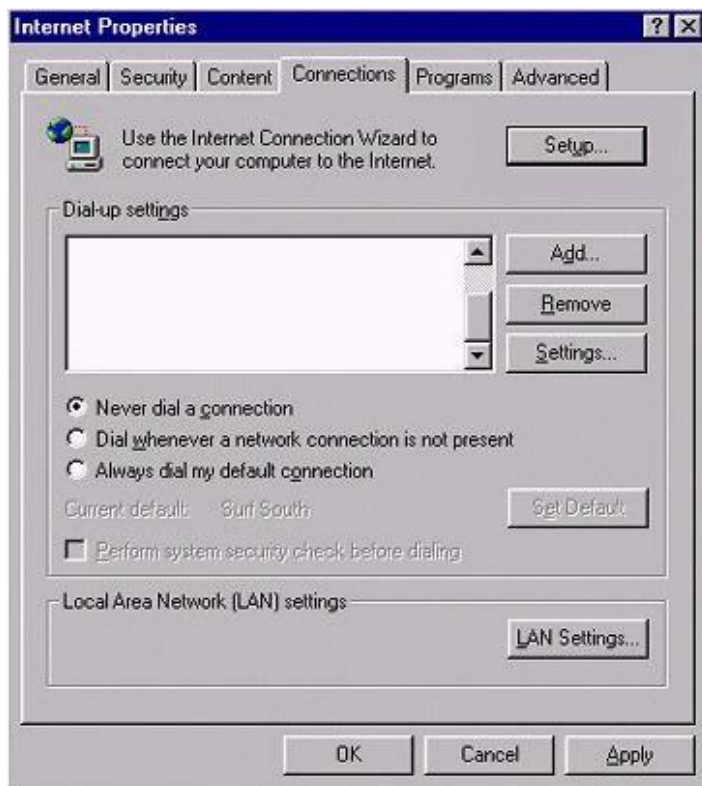 Internet Properties
General Security Content Connections Programs Advanced
Use the Internet Connection Wizard to
connect your computer to the Internet.
Setup...
Dial-up settings
Add...
Remove
Settings...
Never dial a connection
Dial whenever a network connection is not present
Always dial my default connection
Current default: Surf South
Set Default
Perform system security check before dialing
Local Area Network (LAN) settings
LAN Settings...
OK Cancel Apply